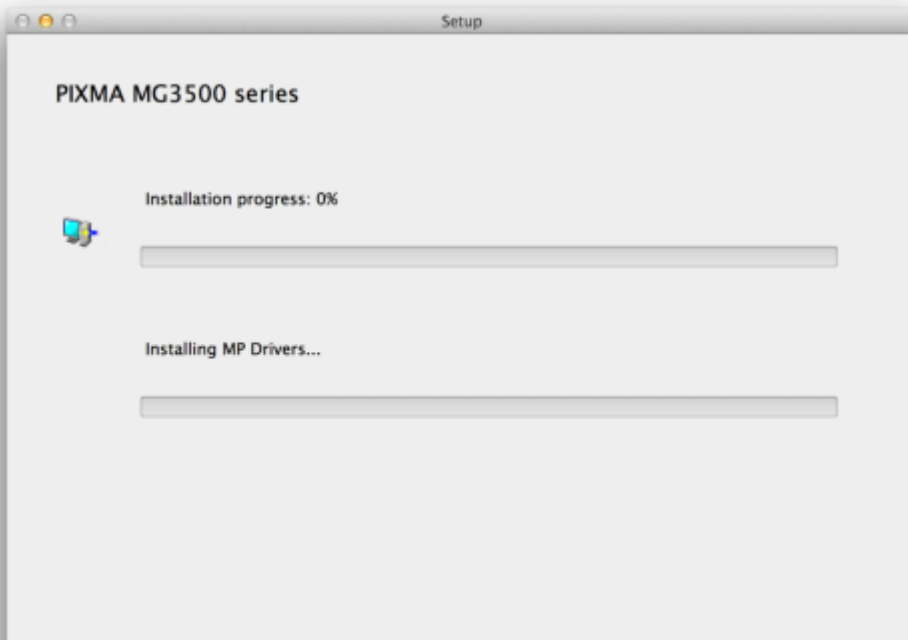 Setup
PIXMA MG3500 series
Installation progress: 0%
Installing MP Drivers...